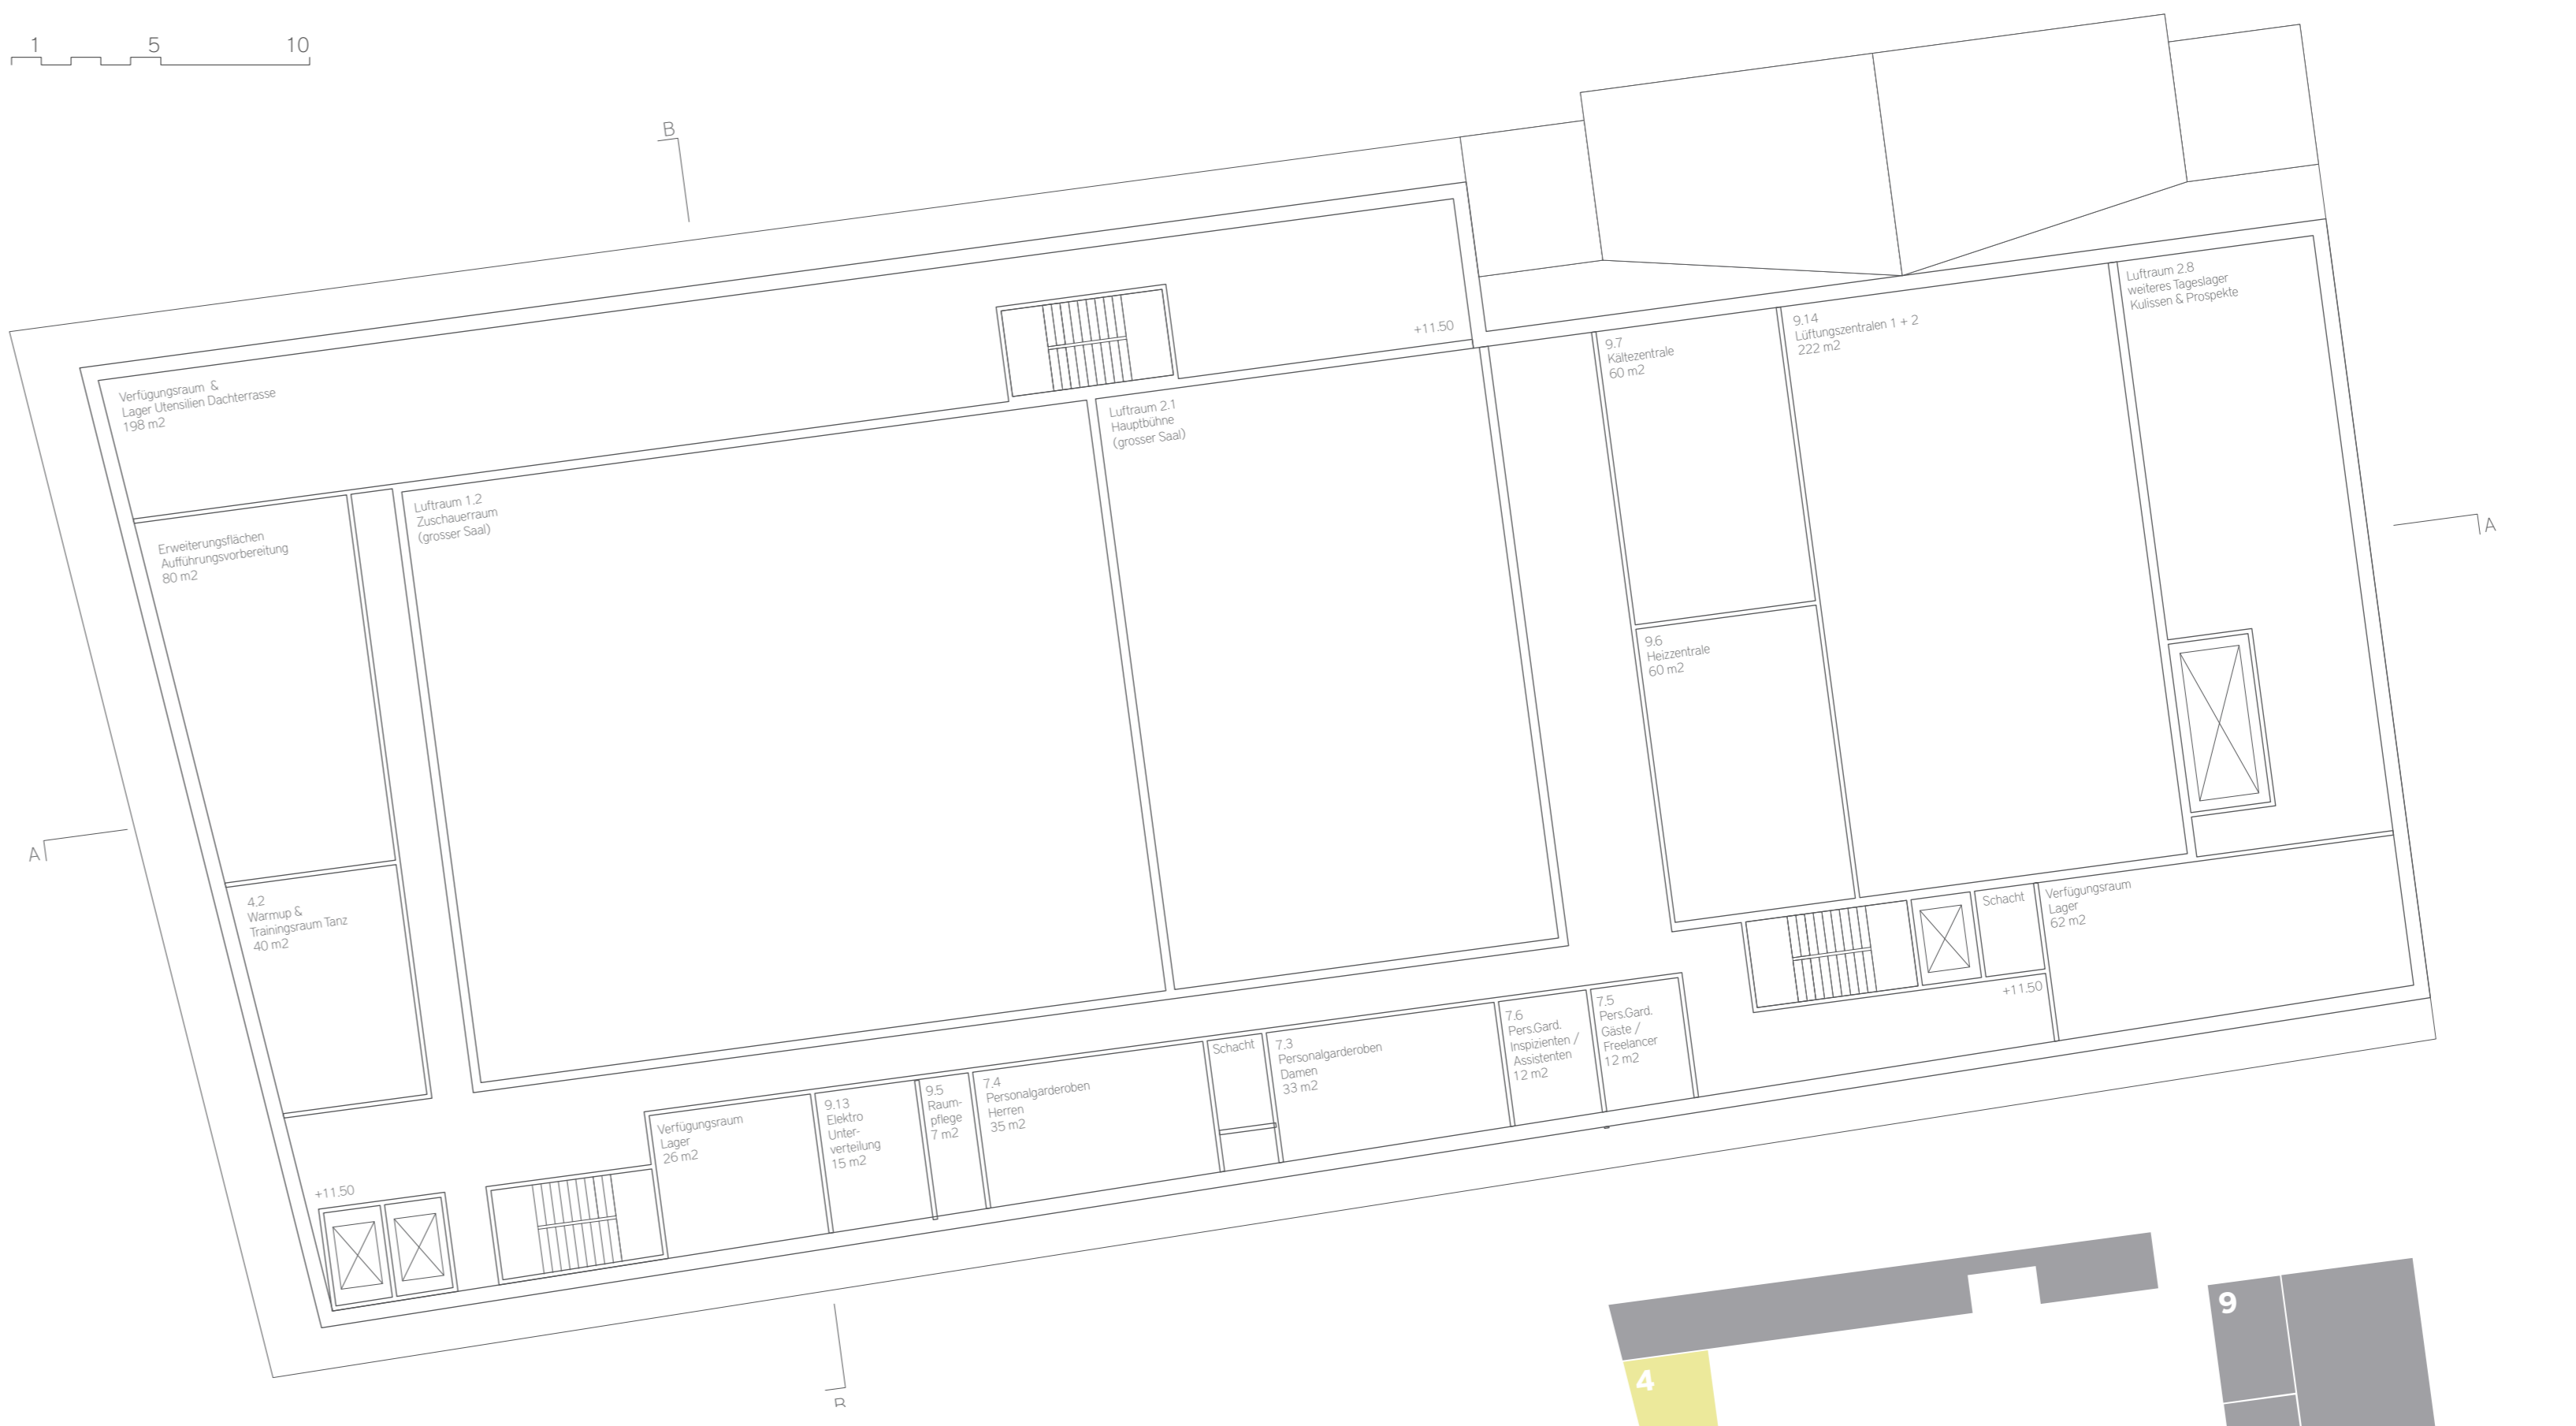 1 5 10
B
Verfügungsraum &
Lager Utensilien Dachterrasse
198 m2
+11.50
Luftraum 2.1
Hauptbühne
(grosser Saal)
9.7
Kältezentrale
60 m2
9.14
Lüftungszentralen 1 + 2
222 m2
Luftraum 2.8
weiteres Tageslager
Kulissen & Prospekte
Erweiterungsflächen
Aufführungsvorbereitung
80 m2
Luftraum 1.2
Zuschauerraum
(grosser Saal)
A
9.6
Heizzentrale
60 m2
A
4.2
Warmup &
Trainingsraum Tanz
40 m2
Schacht
Verfügungsraum
Lager
62 m2
+11.50
Verfügungsraum
Lager
26 m2
9.13
Elektro
Unter-
verteilung
15 m2
9.5
Raum-
pflege
7 m2
7.4
Personalgarderoben
Herren
35 m2
Schacht
7.3
Personalgarderoben
Damen
33 m2
7.6
Pers.Gard.
Inspizienten /
Assistenten
12 m2
7.5
Pers.Gard.
Gäste /
Freelancer
12 m2
+11.50
B
4
9